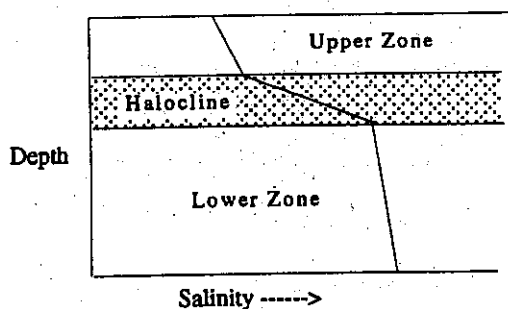 Upper Zone
Halocline
Depth
Lower Zone
Salinity ------>